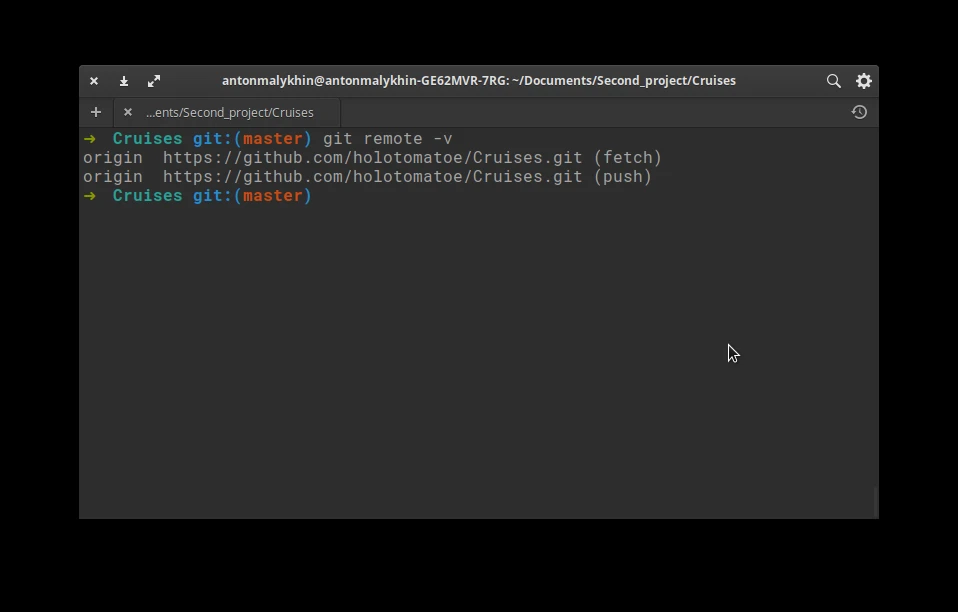 antonmalykhin@antonmalykhin-GE62MVR-7RG: ~/Documents/Second_project/Cruises
...ents/Second_project/Cruises
➜ Cruises git:(master) git remote -v
origin https://github.com/holotomatoe/Cruises.git (fetch)
origin https://github.com/holotomatoe/Cruises.git (push)
➜ Cruises git:(master)